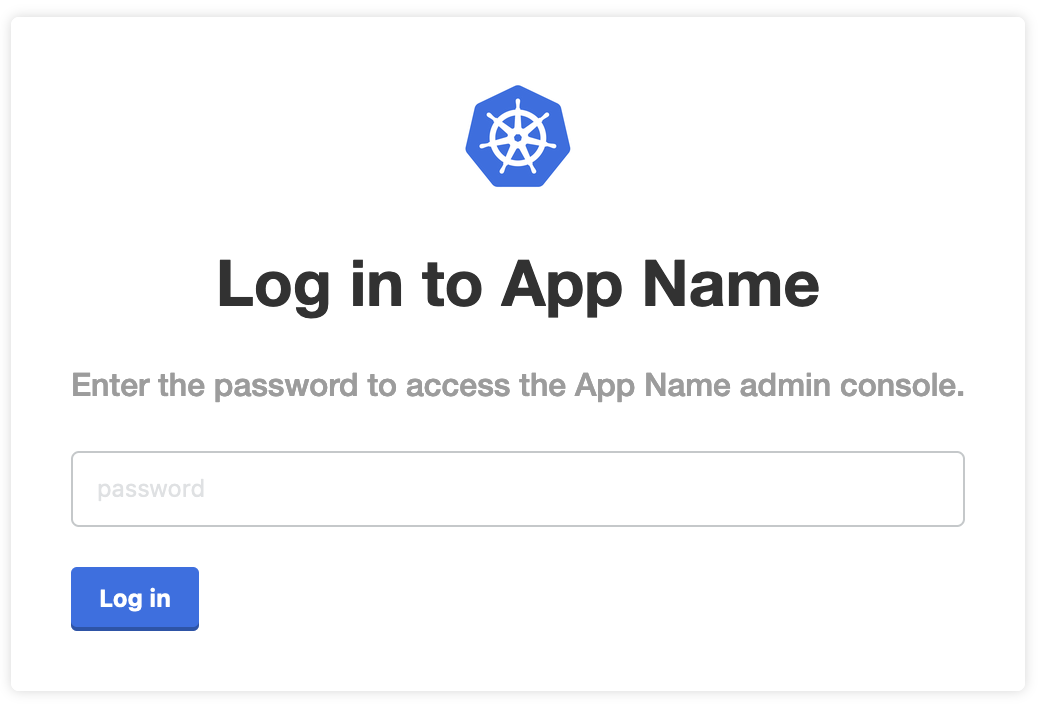 Log in to App Name
Enter the password to access the App Name admin console.
password
Log in